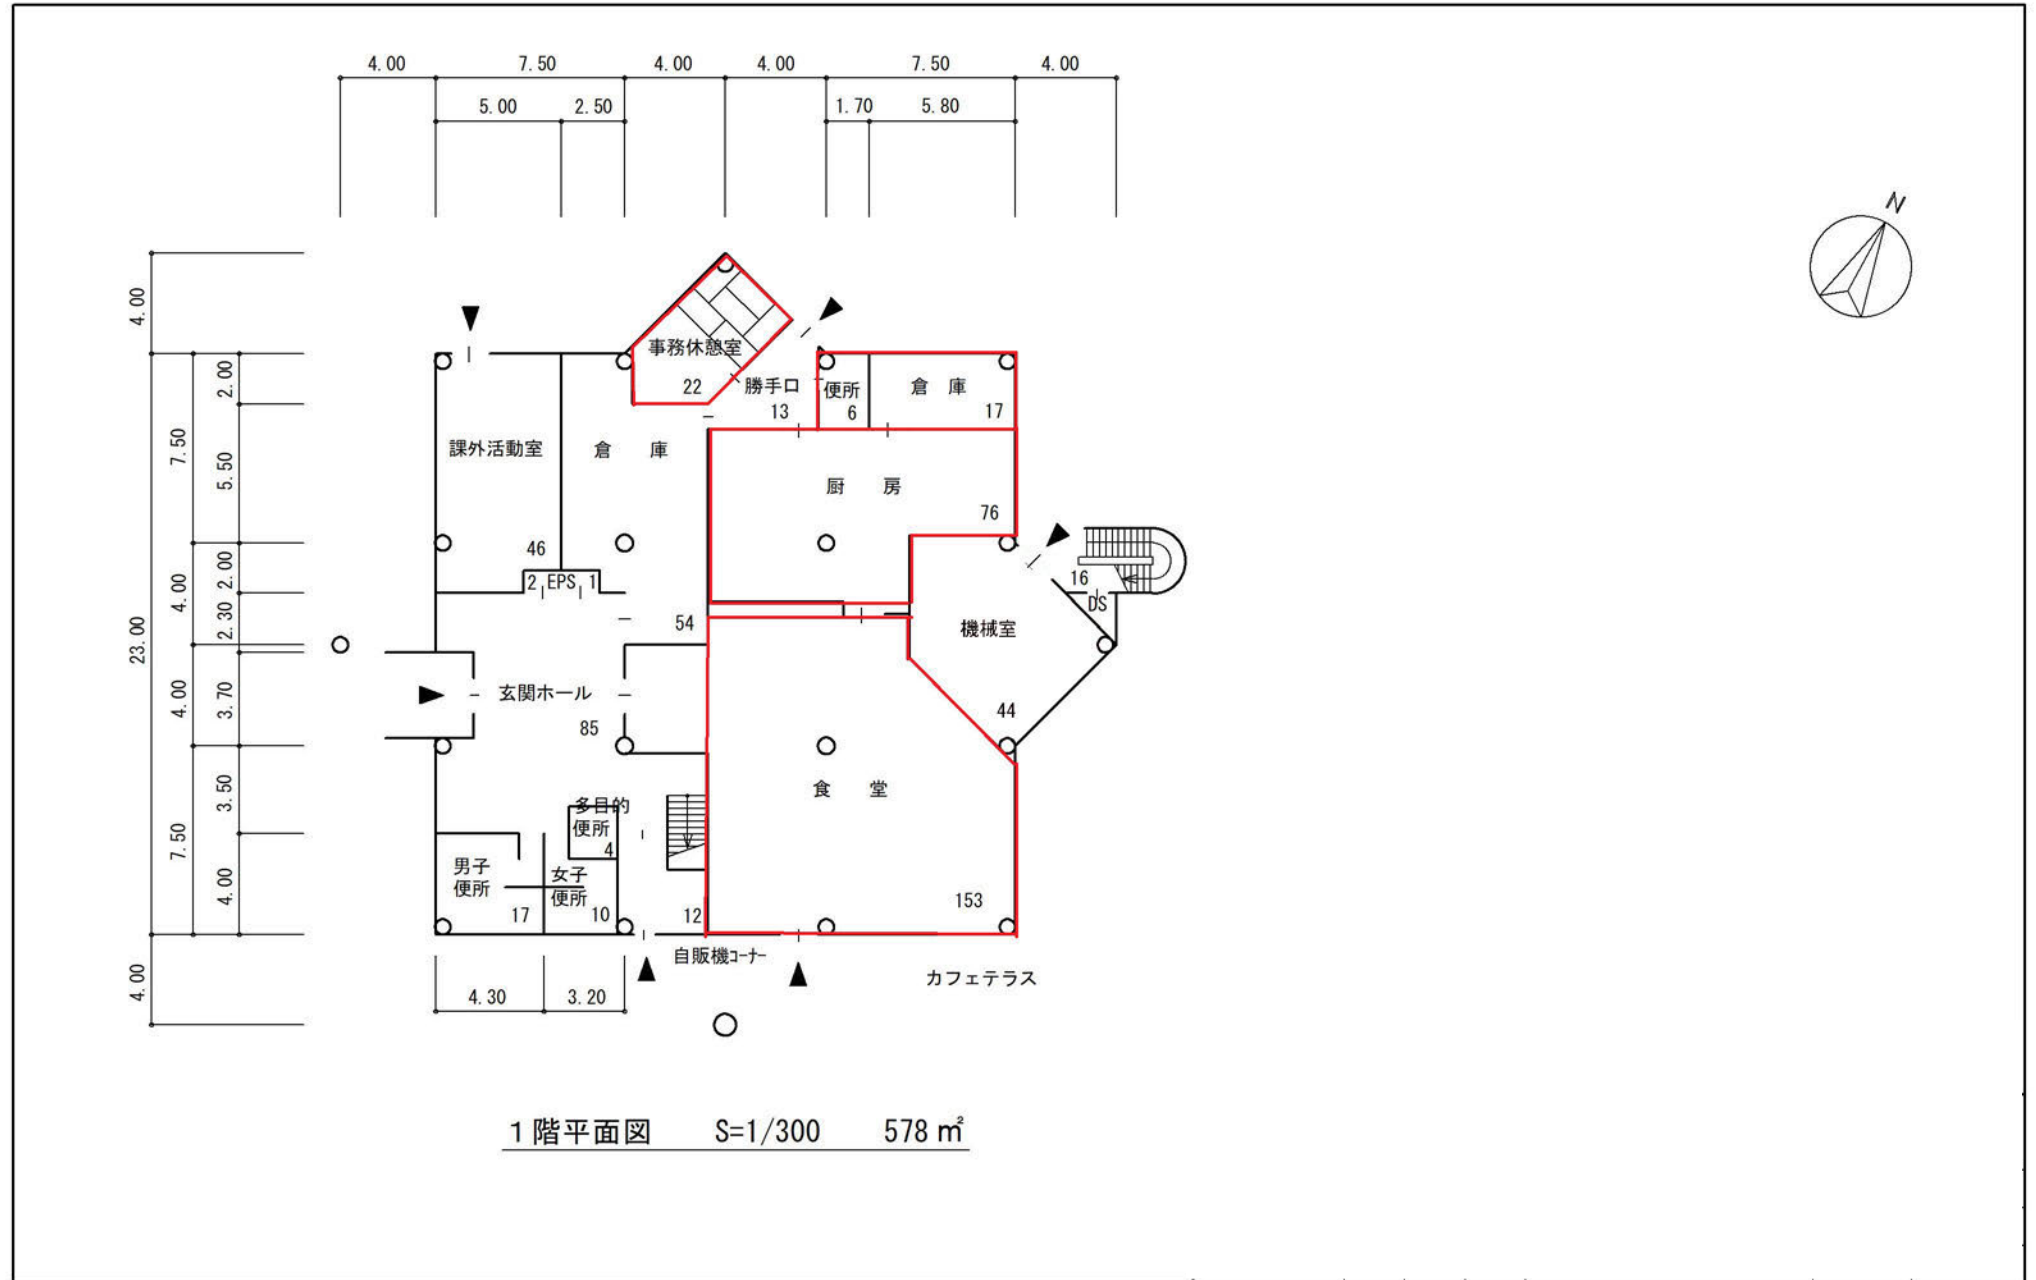 4.00 7.50 4.00 4.00 7.50 4.00
5.00 2.50 1.70 5.80
N
4.00
2.00
7.50
5.50
4.00
2.00
2.30
23.00
4.00
3.70
3.50
7.50
4.00
4.00
事務休憩室
22
勝手口
13
便所
6
倉 庫
17
課外活動室
46
倉 庫
54
厨 房
76
2 EPS 1
16
DS
機械室
44
玄関ホール
85
食 堂
153
多目的
便所
4
男子
便所
17
女子
便所
10
12
自販機コーナー
カフェテラス
4.30 3.20
1階平面図 S=1/300 578㎡